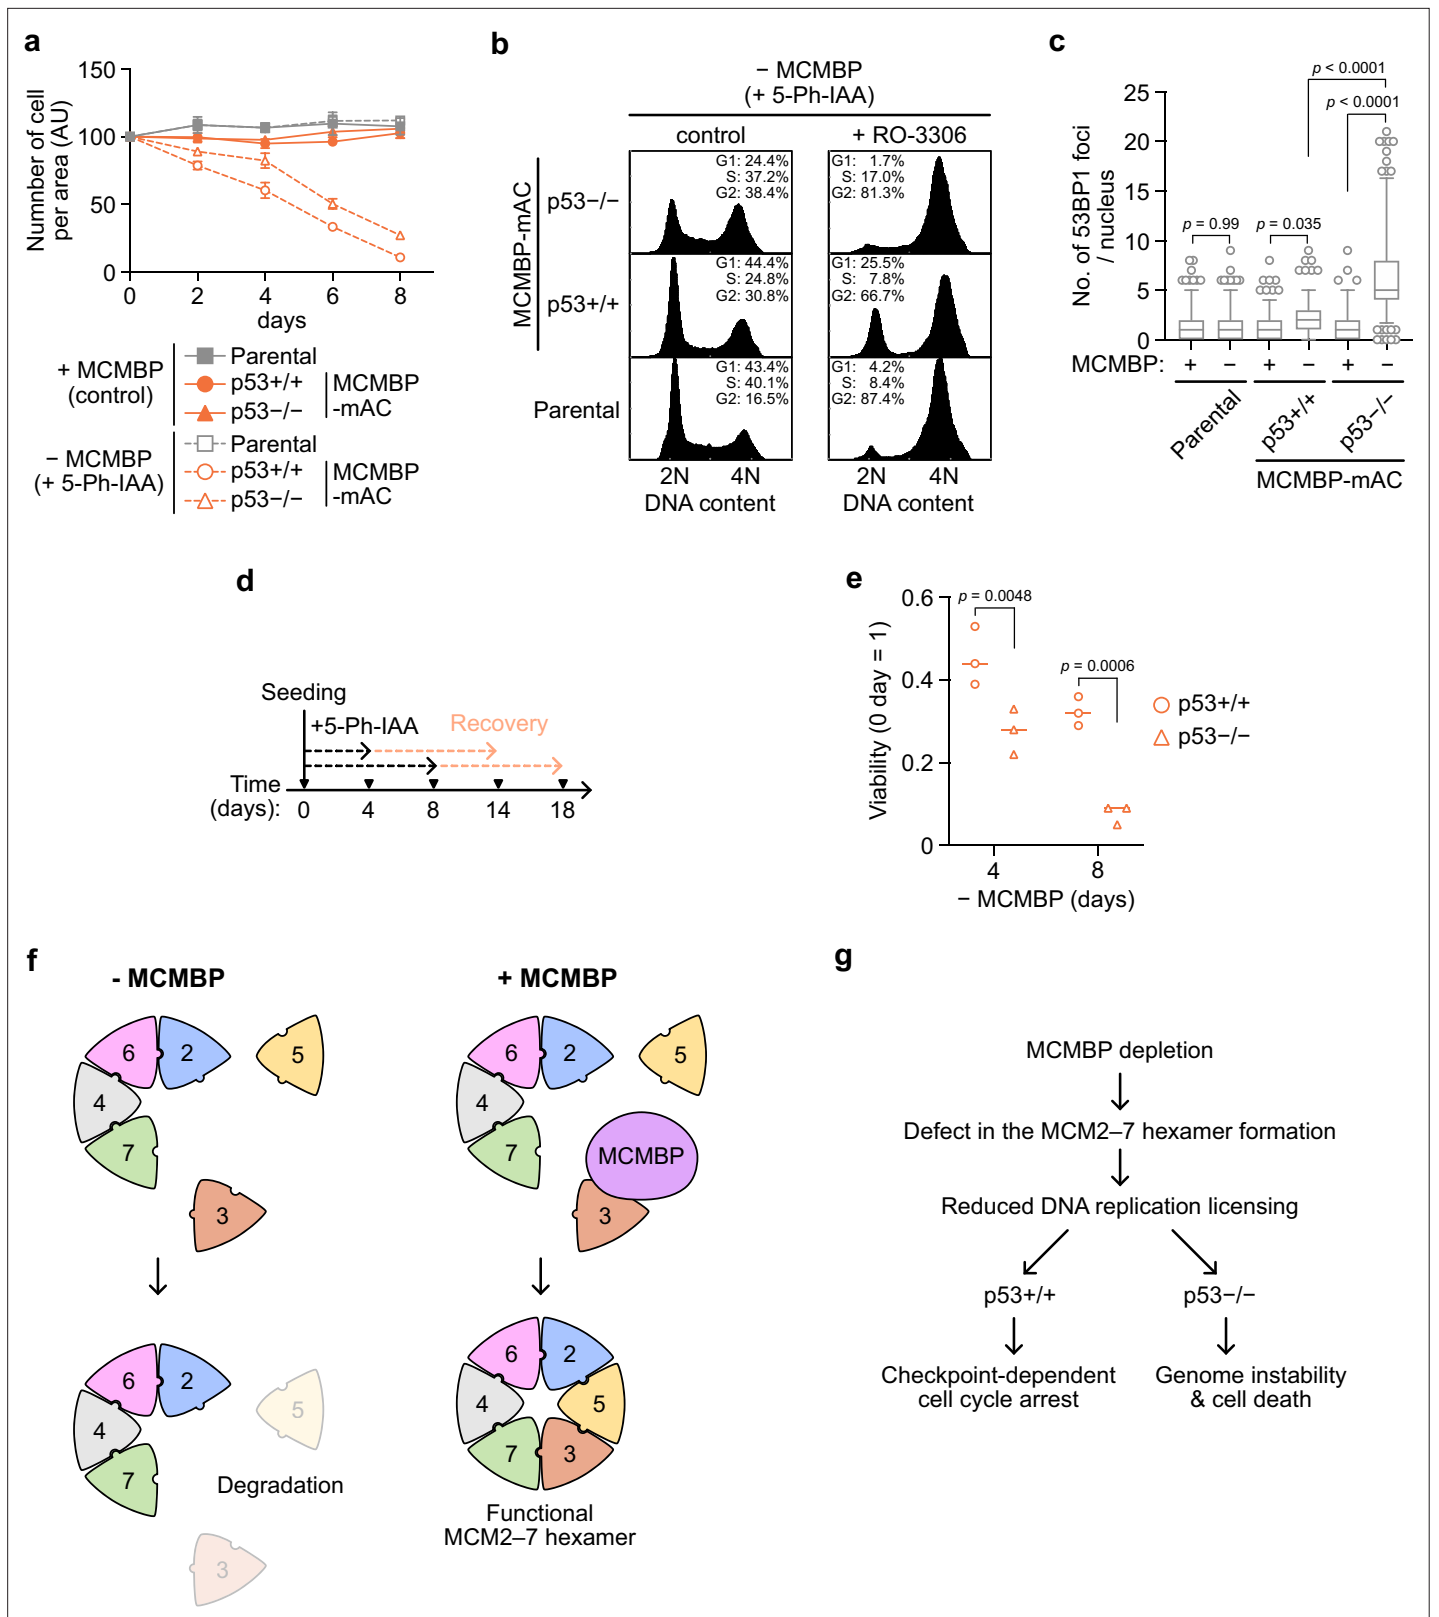 a
150
100
50
0
Numnber of cell
per area (AU)
0 2 4 6 8
days
+ MCMBP
(control)
Parental
p53+/+
p53−/−
MCMBP
-mAC
− MCMBP
(+ 5-Ph-IAA)
Parental
p53+/+
p53−/−
MCMBP
-mAC
b
− MCMBP
(+ 5-Ph-IAA)
control + RO-3306
MCMBP-mAC
p53−/−
G1: 24.4%
S: 37.2%
G2: 38.4%
G1: 1.7%
S: 17.0%
G2: 81.3%
p53+/+
G1: 44.4%
S: 24.8%
G2: 30.8%
G1: 25.5%
S: 7.8%
G2: 66.7%
Parental
G1: 43.4%
S: 40.1%
G2: 16.5%
G1: 4.2%
S: 8.4%
G2: 87.4%
2N 4N
DNA content
2N 4N
DNA content
c
p < 0.0001
p < 0.0001
p = 0.99
p = 0.035
25
20
15
10
5
0
No. of 53BP1 foci
/ nucleus
MCMBP: + − + − + −
Parental
p53+/+
p53−/−
MCMBP-mAC
d
Seeding
+5-Ph-IAA
Recovery
Time
(days):
0 4 8 14 18
e
0.6
0.4
0.2
0
Viability (0 day = 1)
p = 0.0048
p = 0.0006
p53+/+
p53−/−
4 8
− MCMBP (days)
f
- MCMBP
6 2 5
4
7
3
6 2
4 5
7
Degradation
3
+ MCMBP
6 2 5
4
7 MCMBP
3
6 2
4 5
7 3
Functional
MCM2–7 hexamer
g
MCMBP depletion
Defect in the MCM2–7 hexamer formation
Reduced DNA replication licensing
p53+/+ p53−/−
Checkpoint-dependent
cell cycle arrest
Genome instability
& cell death